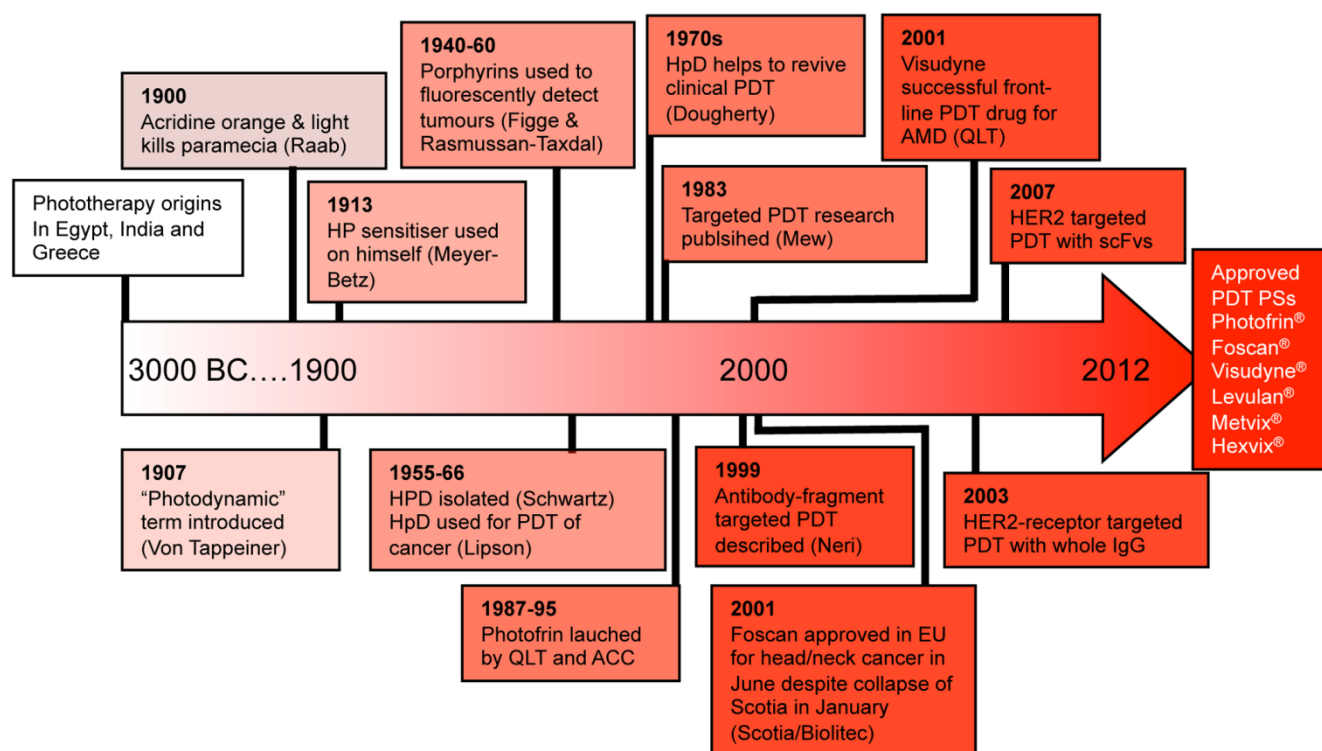 1940-60
Porphyrins used to
fluorescently detect
tumours (Figge &
Rasmussan-Taxdal)
1970s
HpD helps to revive
clinical PDT
(Dougherty)
2001
Visudyne
successful front-
line PDT drug for
AMD (QLT)
1900
Acridine orange & light
kills paramecia (Raab)
Phototherapy origins
In Egypt, India and
Greece
1913
HP sensitiser used
on himself (Meyer-
Betz)
1983
Targeted PDT research
publsihed (Mew)
2007
HER2 targeted
PDT with scFvs
Approved
PDT PSs
Photofrin®
Foscan®
Visudyne®
Levulan®
Metvix®
Hexvix®
3000 BC....1900
2000
2012
1907
“Photodynamic”
term introduced
(Von Tappeiner)
1955-66
HPD isolated (Schwartz)
HpD used for PDT of
cancer (Lipson)
1999
Antibody-fragment
targeted PDT
described (Neri)
2003
HER2-receptor targeted
PDT with whole IgG
1987-95
Photofrin lauched
by QLT and ACC
2001
Foscan approved in EU
for head/neck cancer in
June despite collapse of
Scotia in January
(Scotia/Biolitec)